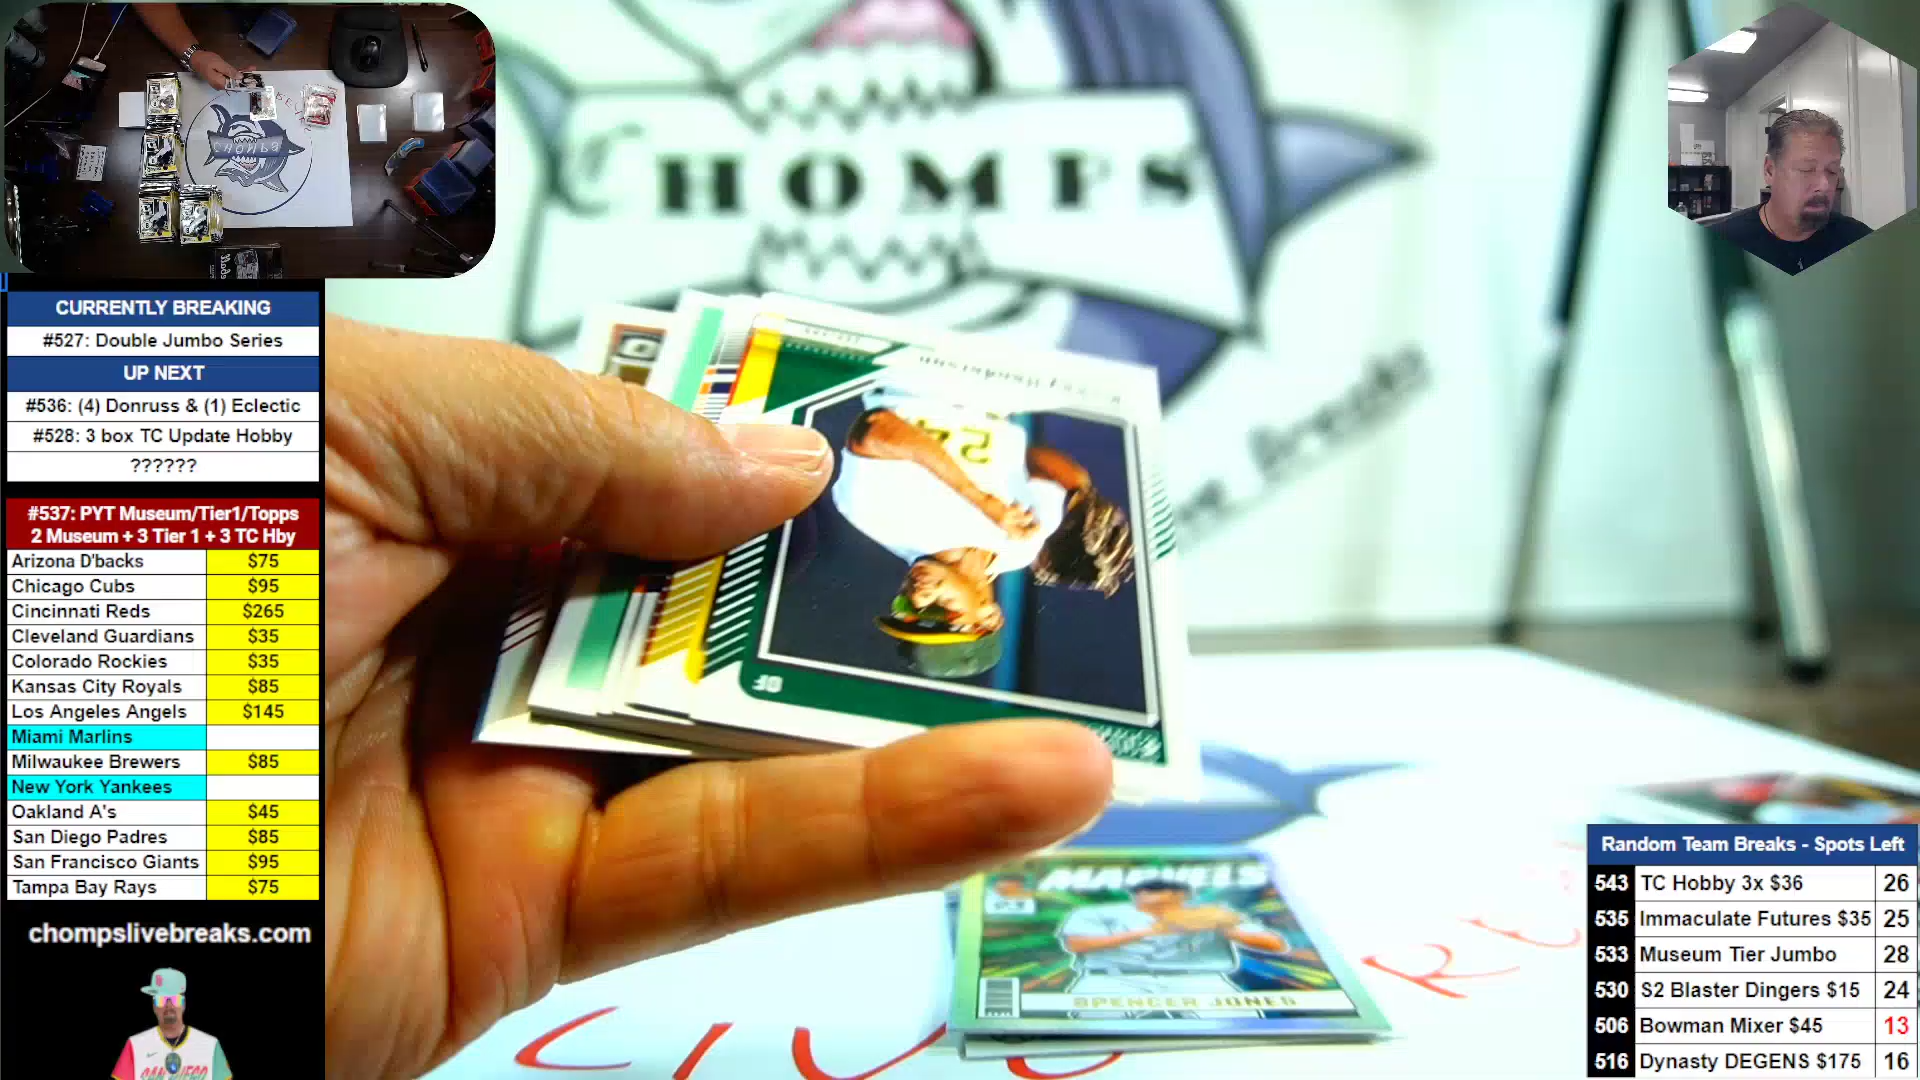 CHOMPS
CURRENTLY BREAKING
#527: Double Jumbo Series
UP NEXT
#536: (4) Donruss & (1) Eclectic
#528: 3 box TC Update Hobby
??????
#537: PYT Museum/Tier1/Topps
2 Museum + 3 Tier 1 + 3 TC Hby
Arizona D'backs $75
Chicago Cubs $95
Cincinnati Reds $265
Cleveland Guardians $35
Colorado Rockies $35
Kansas City Royals $85
Los Angeles Angels $145
Miami Marlins
Milwaukee Brewers $85
New York Yankees
Oakland A's $45
San Diego Padres $85
San Francisco Giants $95
Tampa Bay Rays $75
chompslivebreaks.com
CHOMPS
Breaks
24
OF
MARVELS
SPENCER JONES
Random Team Breaks - Spots Left
543 TC Hobby 3x $36 26
535 Immaculate Futures $35 25
533 Museum Tier Jumbo 28
530 S2 Blaster Dingers $15 24
506 Bowman Mixer $45 13
516 Dynasty DEGENS $175 16